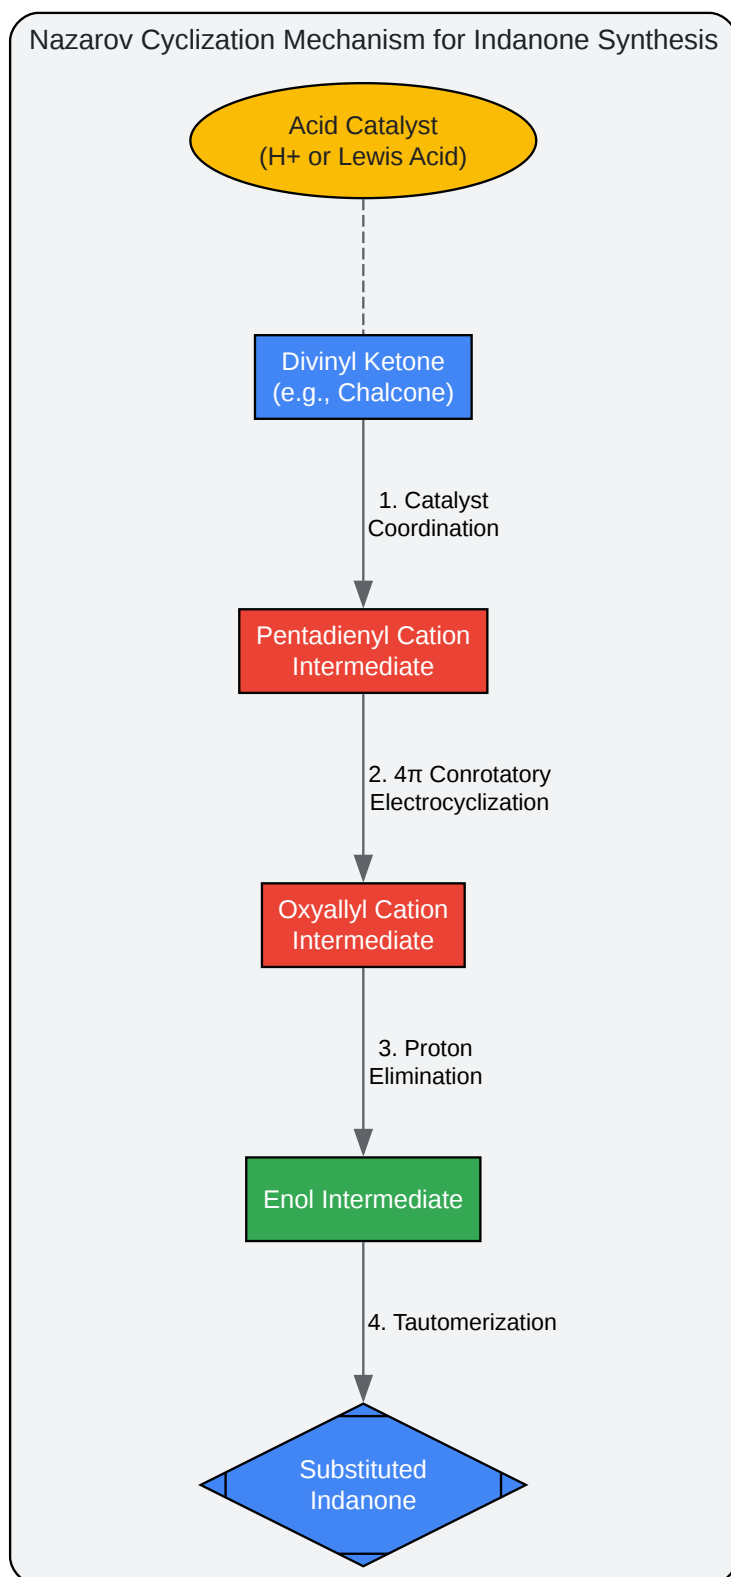 Nazarov Cyclization Mechanism for Indanone Synthesis
Acid Catalyst
(H+ or Lewis Acid)
Divinyl Ketone
(e.g., Chalcone)
1. Catalyst
Coordination
Pentadienyl Cation
Intermediate
2. 4π Conrotatory
Electrocyclization
Oxyallyl Cation
Intermediate
3. Proton
Elimination
Enol Intermediate
4. Tautomerization
Substituted
Indanone